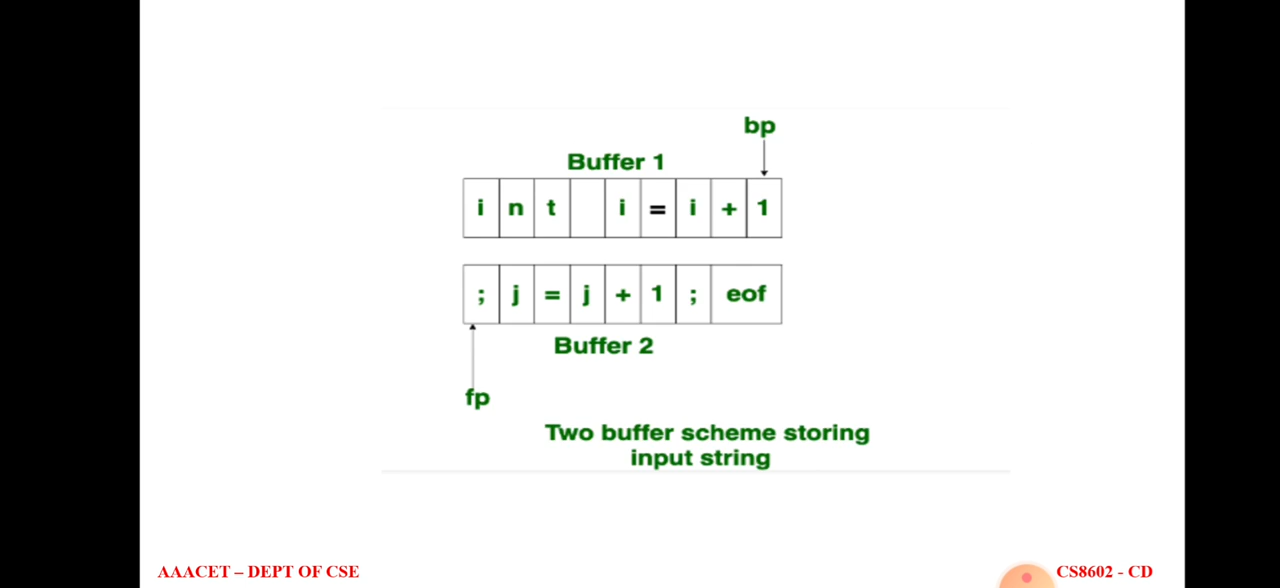 bp
Buffer 1
i n t i = i + 1
; j = j + 1 ; eof
Buffer 2
fp
Two buffer scheme storing
input string
AAACET – DEPT OF CSE
CS8602 - CD